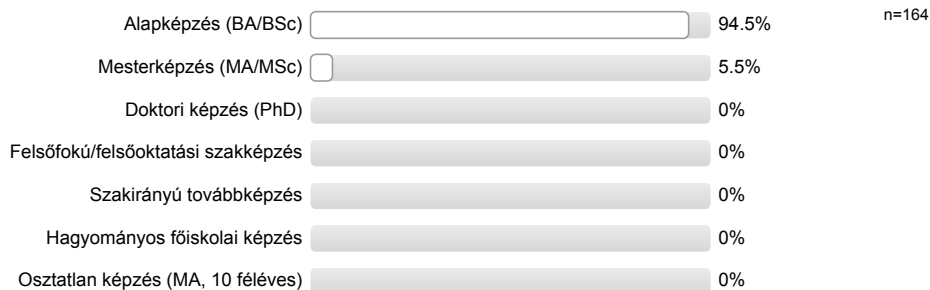 n=164
Alapképzés (BA/BSc) 94.5%
Mesterképzés (MA/MSc) 5.5%
Doktori képzés (PhD) 0%
Felsőfokú/felsőoktatási szakképzés 0%
Szakirányú továbbképzés 0%
Hagyományos főiskolai képzés 0%
Osztatlan képzés (MA, 10 féléves) 0%